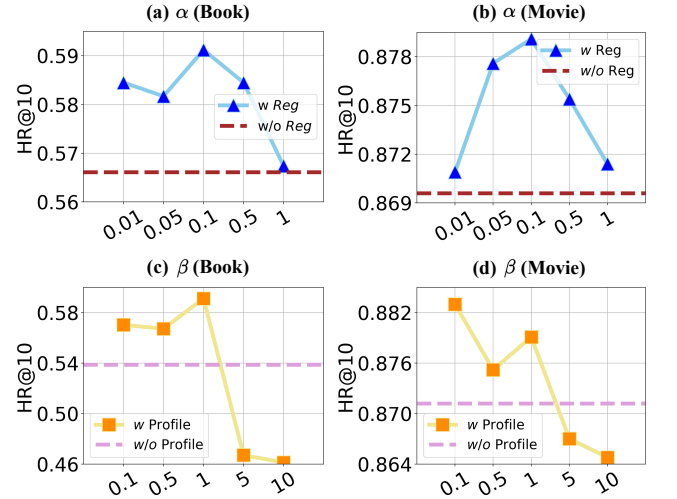 (a) α (Book)
HR@10
0.59
0.58
0.57
0.56
w Reg
w/o Reg
0.01 0.05 0.1 0.5 1
(b) α (Movie)
HR@10
0.878
0.875
0.872
0.869
w Reg
w/o Reg
0.01 0.05 0.1 0.5 1
(c) β (Book)
HR@10
0.58
0.54
0.50
0.46
w Profile
w/o Profile
0.1 0.5 1 5 10
(d) β (Movie)
HR@10
0.882
0.876
0.870
0.864
w Profile
w/o Profile
0.1 0.5 1 5 10